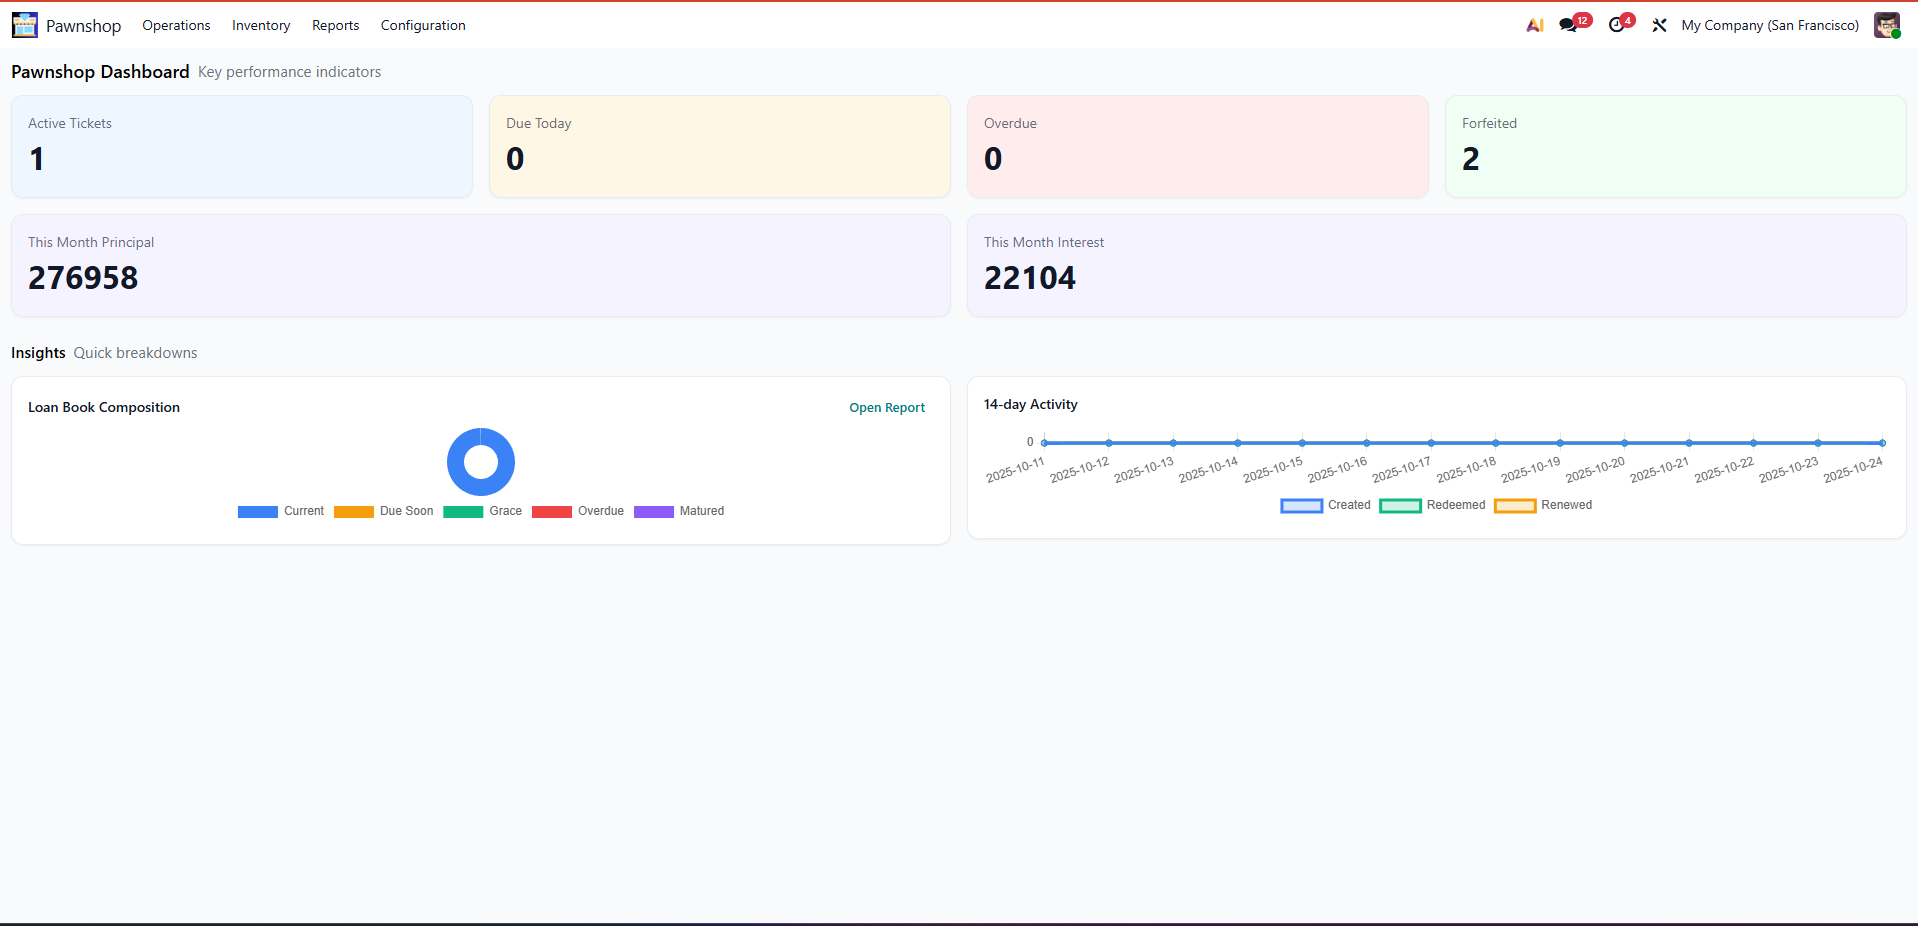 Pawnshop Operations Inventory Reports Configuration AI 12 4 My Company (San Francisco)
Pawnshop Dashboard Key performance indicators
Active Tickets Due Today Overdue Forfeited
1 0 0 2
This Month Principal This Month Interest
276958 22104
Insights Quick breakdowns
Loan Book Composition Open Report
Current Due Soon Grace Overdue Matured
14-day Activity
0
2025-10-11 2025-10-12 2025-10-13 2025-10-14 2025-10-15 2025-10-16 2025-10-17 2025-10-18 2025-10-19 2025-10-20 2025-10-21 2025-10-22 2025-10-23 2025-10-24
Created Redeemed Renewed